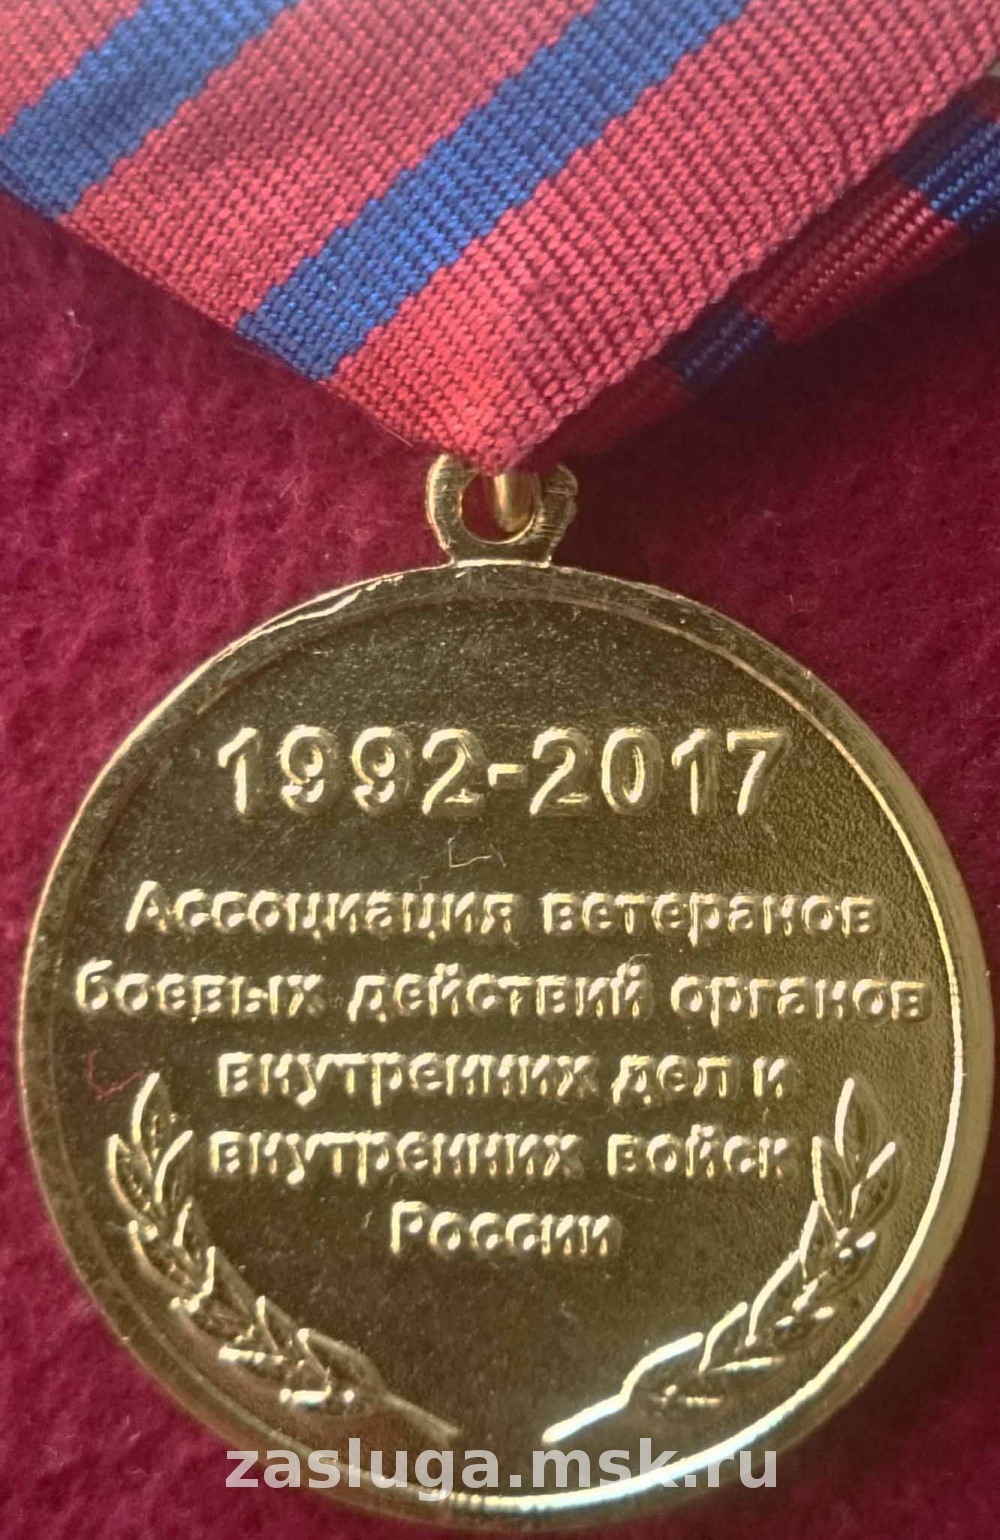 1992-2017
Ассоциация ветеранов
боевых действий органов
внутренних дел и
внутренних войск
России
zasluga.msk.ru